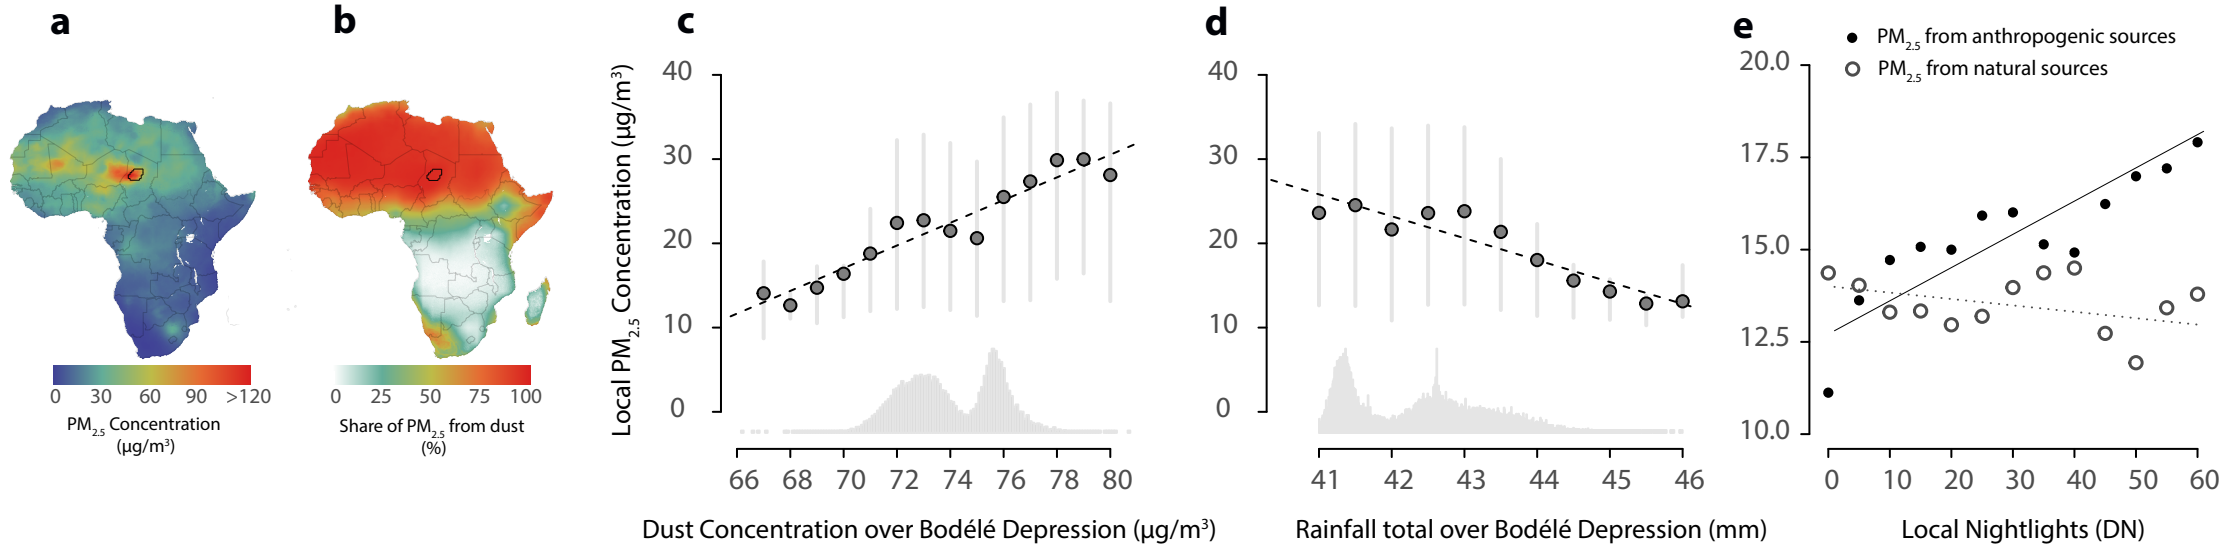 a
0 30 60 90 >120
PM2.5 Concentration
(µg/m³)
b
0 25 50 75 100
Share of PM2.5 from dust
(%)
c
Local PM2.5 Concentration (µg/m³)
40
30
20
10
0
66 68 70 72 74 76 78 80
Dust Concentration over Bodélé Depression (µg/m³)
d
40
30
20
10
0
41 42 43 44 45 46
Rainfall total over Bodélé Depression (mm)
e
PM2.5 from anthropogenic sources
PM2.5 from natural sources
20.0
17.5
15.0
12.5
10.0
0 10 20 30 40 50 60
Local Nightlights (DN)